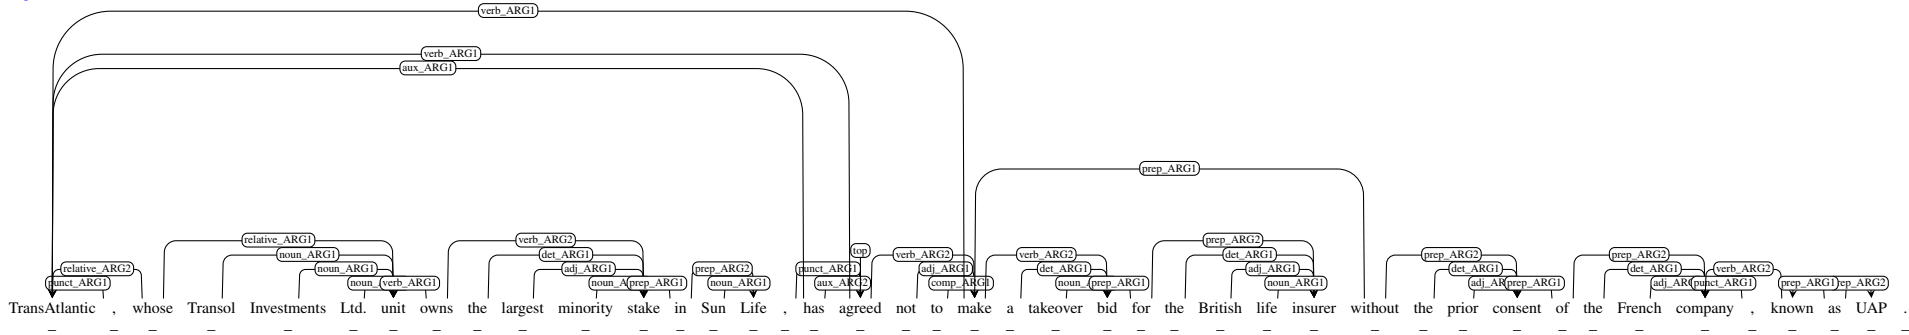 verb_ARG1
verb_ARG1
aux_ARG1
prep_ARG1
relative_ARG1 verb_ARG2 prep_ARG2 prep_ARG2 prep_ARG2
top
noun_ARG1 det_ARG1 verb_ARG2 verb_ARG2 det_ARG1
relative_ARG2 noun_ARG1 adj_ARG1 prep_ARG2 punct_ARG1 adj_ARG1 det_ARG1 adj_ARG1 det_ARG1 det_ARG1 verb_ARG2
punct_ARG1 verb_ARG1 prep_ARG1 noun_ARG1 aux_ARG2 comp_ARG1 prep_ARG1 noun_ARG1 prep_ARG1 punct_ARG1 prep_ARG1
TransAtlantic , whose Transol Investments Ltd. unit owns the largest minority stake in Sun Life , has agreed not to make a takeover bid for the British life insurer without the prior consent of the French company , known as UAP .